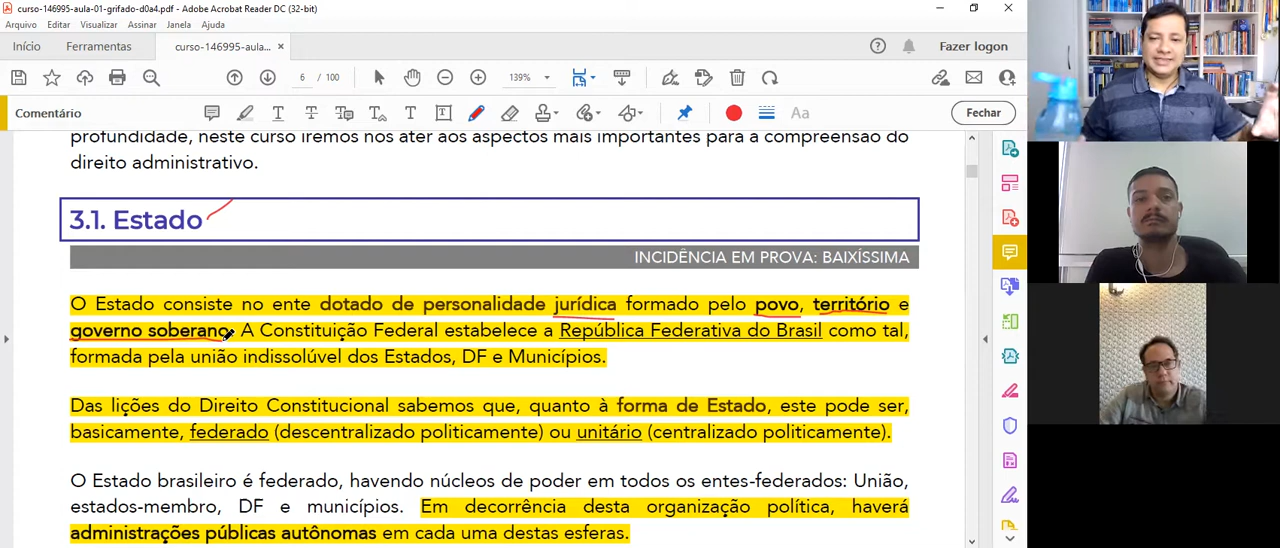 curso-146995-aula-01-grifado-d0a4.pdf - Adobe Acrobat Reader DC (32-bit)
Arquivo Editar Visualizar Assinar Janela Ajuda
Início Ferramentas curso-146995-aula... × Fazer logon
6 / 100 139%
Comentário Aa Fechar
profundidade, neste curso iremos nos ater aos aspectos mais importantes para a compreensão do
direito administrativo.
3.1. Estado
INCIDÊNCIA EM PROVA: BAIXÍSSIMA
O Estado consiste no ente dotado de personalidade jurídica formado pelo povo, território e
governo soberano. A Constituição Federal estabelece a República Federativa do Brasil como tal,
formada pela união indissolúvel dos Estados, DF e Municípios.
Das lições do Direito Constitucional sabemos que, quanto à forma de Estado, este pode ser,
basicamente, federado (descentralizado politicamente) ou unitário (centralizado politicamente).
O Estado brasileiro é federado, havendo núcleos de poder em todos os entes-federados: União,
estados-membro, DF e municípios. Em decorrência desta organização política, haverá
administrações públicas autônomas em cada uma destas esferas.